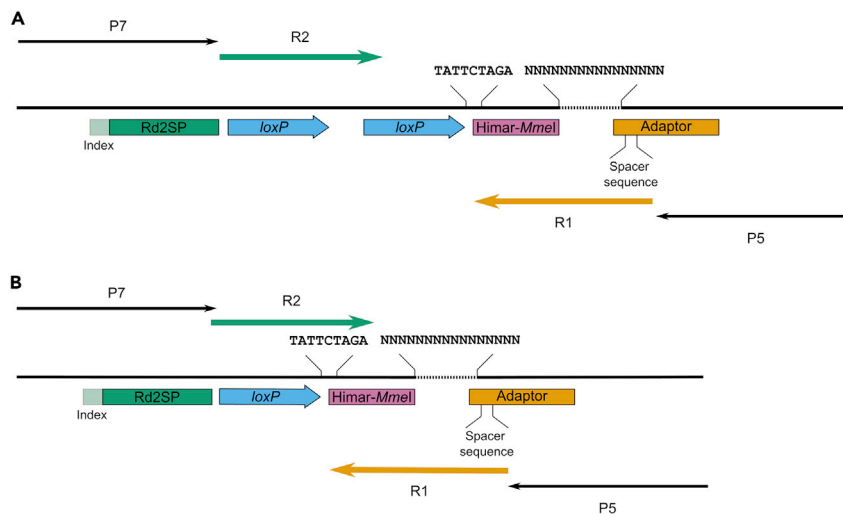 A
P7
R2
TATTCTAGA NNNNNNNNNNNNNNNN
Rd2SP loxP loxP Himar-MmeI Adaptor
Index
Spacer
sequence
R1
P5
B
P7
R2
TATTCTAGA NNNNNNNNNNNNNNNN
Rd2SP loxP Himar-MmeI Adaptor
Index
Spacer
sequence
R1
P5